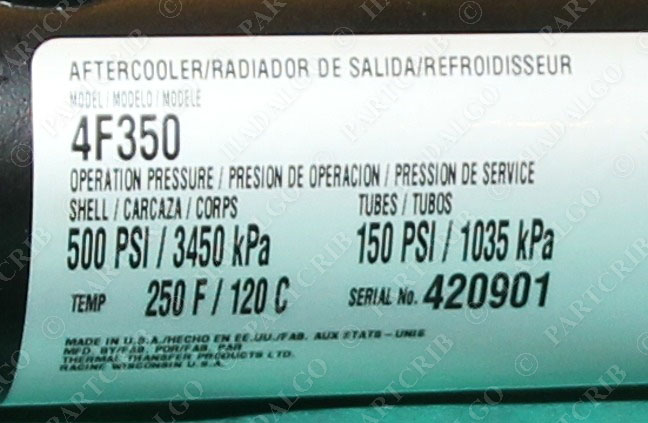 AFTERCOOLER/RADIADOR DE SALIDA/REFROIDISSEUR
MODEL / MODELO / MODELE
4F350
OPERATION PRESSURE / PRESION DE OPERACION / PRESSION DE SERVICE
SHELL / CARCAZA / CORPS TUBES / TUBOS
500 PSI / 3450 kPa 150 PSI / 1035 kPa
TEMP 250 F / 120 C SERIAL No. 420901
MADE IN U.S.A./HECHO EN EE.UU./FAB. AUX ETATS-UNIS
MFD. BY/FAB. POR/FAB. PAR
THERMAL TRANSFER PRODUCTS LTD.
RACINE WISCONSIN U.S.A.
© PARTCRIB © HADALGO